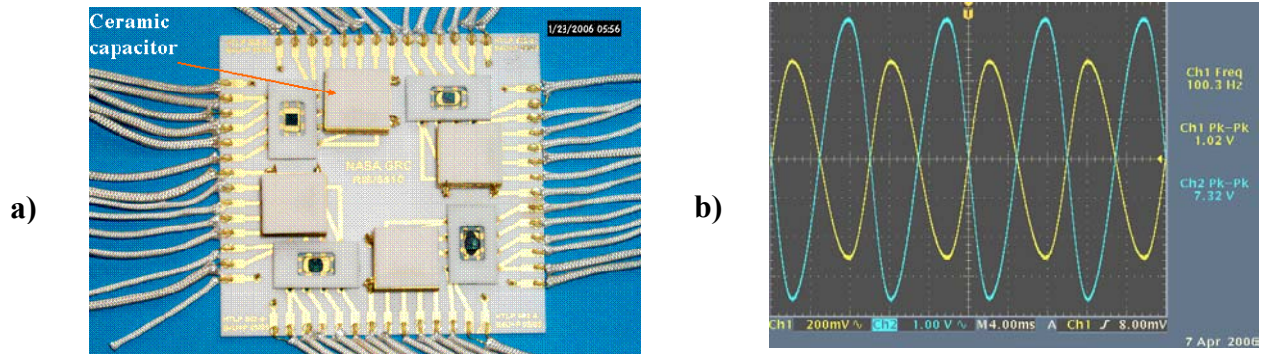 Ceramic
capacitor
1/23/2006 05:56
NASA GRC
a)
b)
Ch1 Freq
100.3 Hz
Ch1 Pk-Pk
1.02 V
Ch2 Pk-Pk
7.32 V
Ch1 200mV Ch2 1.00 V M4.00ms A Ch1 8.00mV
7 Apr 2006